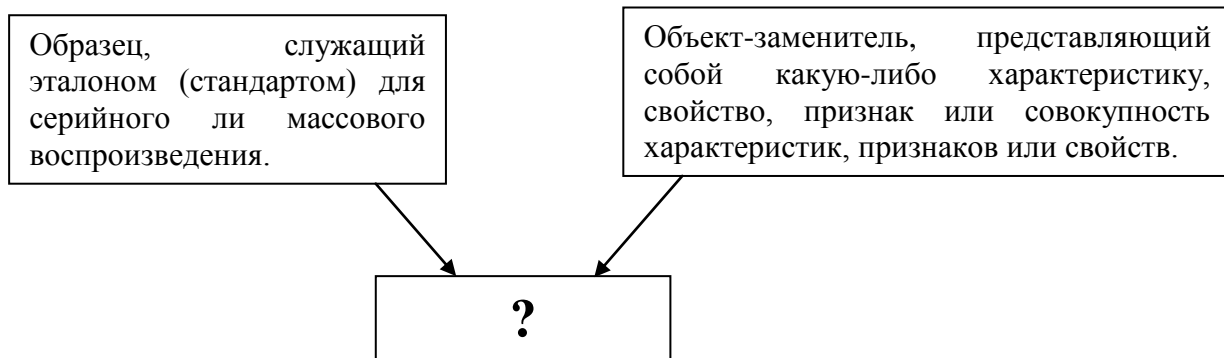 Образец, служащий
эталоном (стандартом) для
серийного ли массового
воспроизведения.
Объект-заменитель, представляющий
собой какую-либо характеристику,
свойство, признак или совокупность
характеристик, признаков или свойств.
?